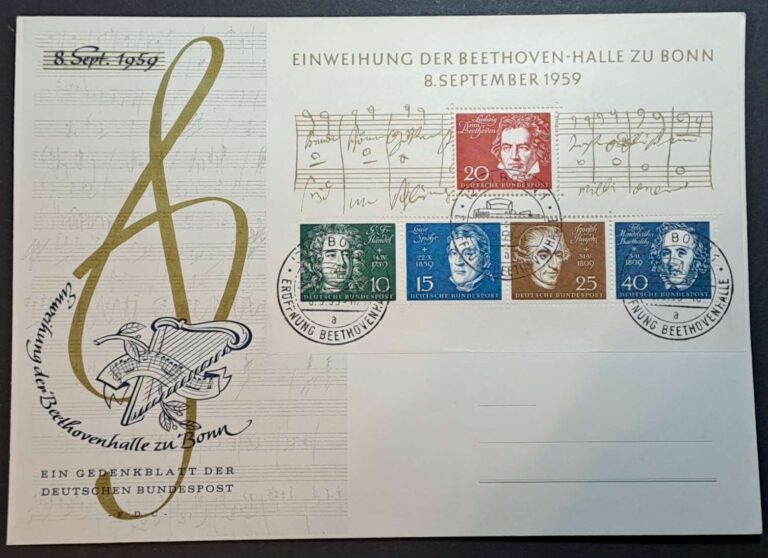 8. Sept. 1959
EINWEIHUNG DER BEETHOVEN-HALLE ZU BONN
8. SEPTEMBER 1959
Ludwig
van
Beethoven
20
DEUTSCHE BUNDESPOST
G. F.
Händel
14. IV.
1759
10
DEUTSCHE BUNDESPOST
Louis
Spohr
22·X
1859
15
DEUTSCHE BUNDESPOST
Joseph
Haydn
31·V
1809
25
DEUTSCHE BUNDESPOST
Felix
Mendelssohn
Bartholdy
3·II
1809
40
DEUTSCHE BUNDESPOST
ERÖFFNUNG BEETHOVENHALLE
a
ERÖFFNUNG BEETHOVENHALLE
a
Einweihung der Beethovenhalle zu Bonn
EIN GEDENKBLATT DER
DEUTSCHEN BUNDESPOST
- F. D. C. -